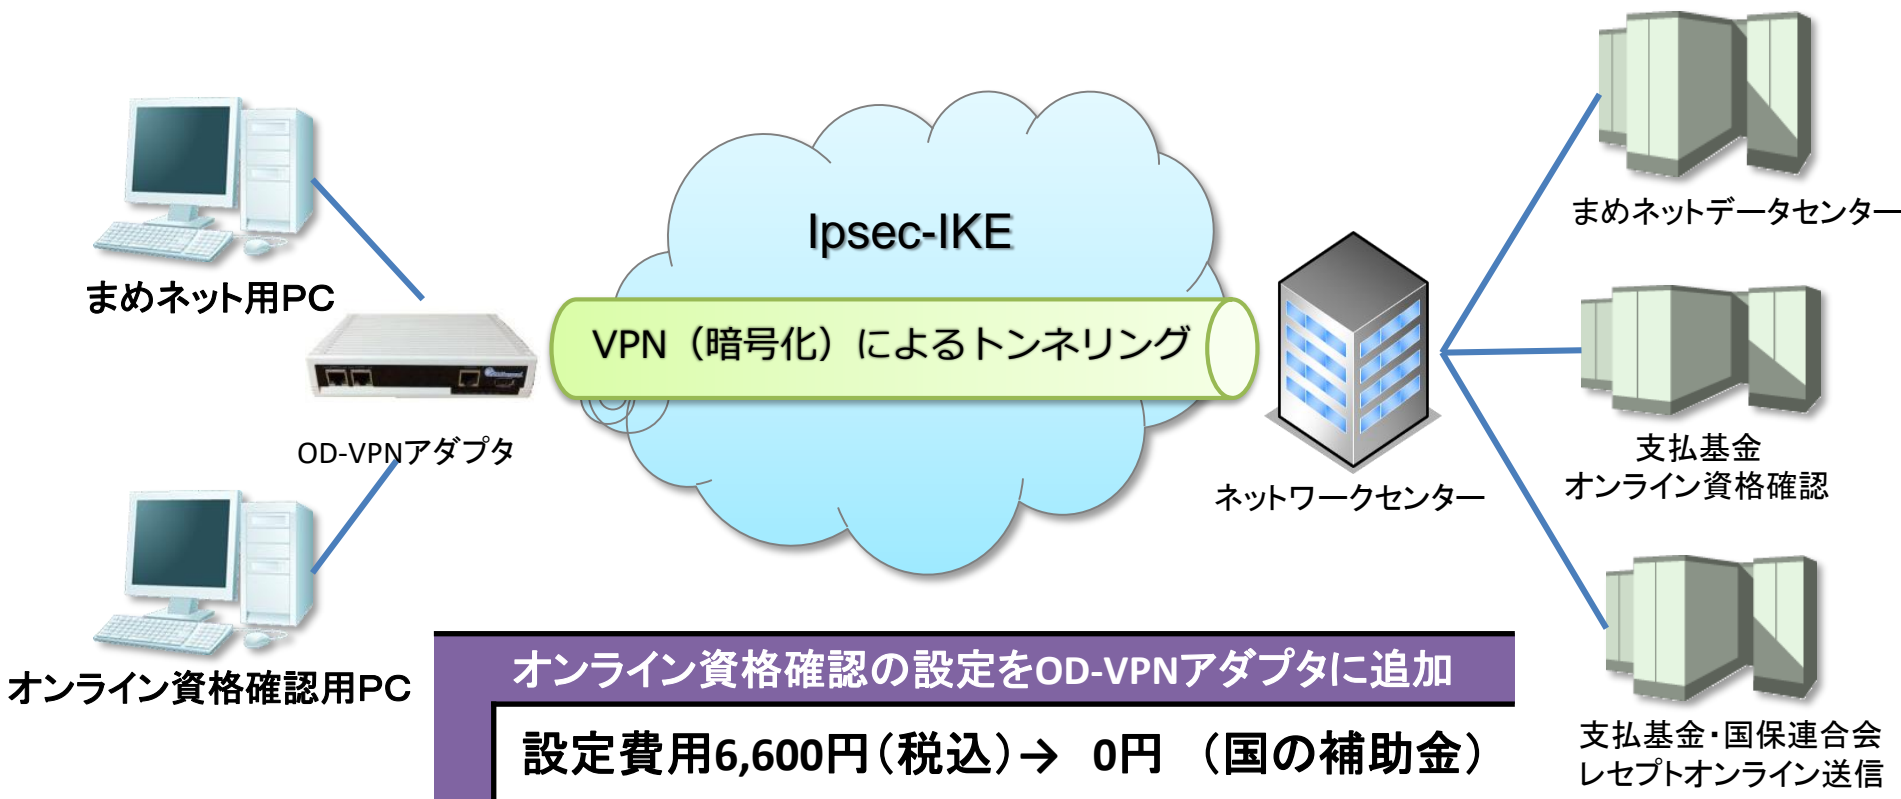 まめネット用PC
OD-VPNアダプタ
オンライン資格確認用PC
Ipsec-IKE
VPN（暗号化）によるトンネリング
ネットワークセンター
まめネットデータセンター
支払基金
オンライン資格確認
支払基金・国保連合会
レセプトオンライン送信
オンライン資格確認の設定をOD-VPNアダプタに追加
設定費用6,600円（税込）→ 0円 （国の補助金）